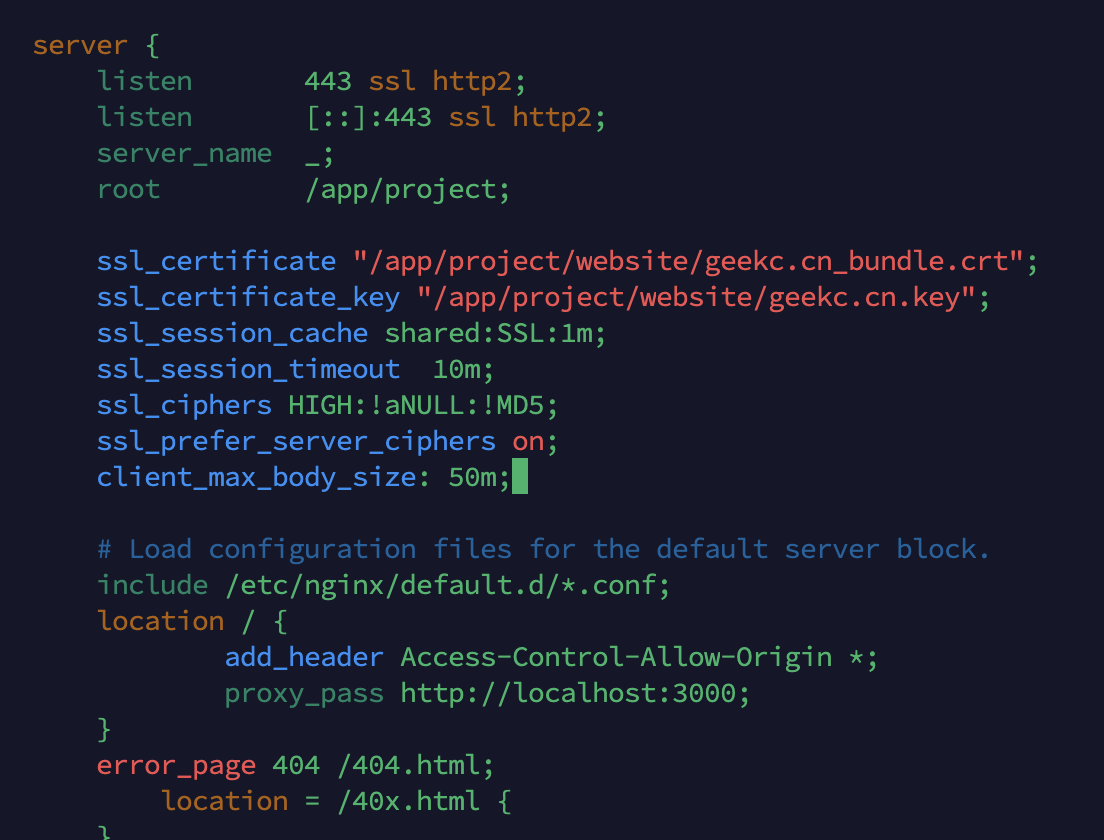 server {
    listen       443 ssl http2;
    listen       [::]:443 ssl http2;
    server_name  _;
    root         /app/project;

    ssl_certificate "/app/project/website/geekc.cn_bundle.crt";
    ssl_certificate_key "/app/project/website/geekc.cn.key";
    ssl_session_cache shared:SSL:1m;
    ssl_session_timeout  10m;
    ssl_ciphers HIGH:!aNULL:!MD5;
    ssl_prefer_server_ciphers on;
    client_max_body_size: 50m;

    # Load configuration files for the default server block.
    include /etc/nginx/default.d/*.conf;
    location / {
            add_header Access-Control-Allow-Origin *;
            proxy_pass http://localhost:3000;
    }
    error_page 404 /404.html;
        location = /40x.html {
    }